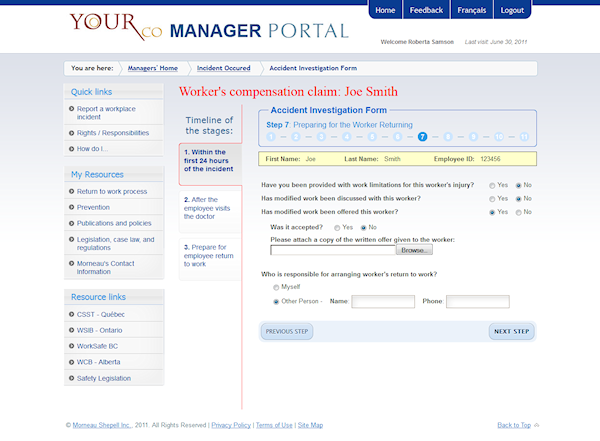 Home
Feedback
Français
Logout
YOUR co MANAGER PORTAL
Welcome Roberta Samson
Last visit: June 30, 2011
You are here:
Managers' Home
Incident Occured
Accident Investigation Form
Quick links
Report a workplace
incident
Rights / Responsibilities
How do I...
My Resources
Return to work process
Prevention
Publications and policies
Legislation, case law, and
regulations
Morneau's Contact
Information
Resource links
CSST - Québec
WSIB - Ontario
WorkSafe BC
WCB - Alberta
Safety Legislation
Worker's compensation claim: Joe Smith
Timeline of
the stages:
1. Within the
first 24 hours
of the incident
2. After the
employee visits
the doctor
3. Prepare for
employee return
to work
Accident Investigation Form
Step 7: Preparing for the Worker Returning
1 2 3 4 5 6 7 8 9 10 11
First Name: Joe Last Name: Smith Employee ID: 123456
Have you been provided with work limitations for this worker's injury? Yes No
Has modified work been discussed with this worker? Yes No
Has modified work been offered this worker? Yes No
Was it accepted? Yes No
Please attach a copy of the written offer given to the worker:
Browse...
Who is responsible for arranging worker's return to work?
Myself
Other Person - Name: Phone:
PREVIOUS STEP
NEXT STEP
© Morneau Shepell Inc., 2011. All Rights Reserved | Privacy Policy | Terms of Use | Site Map
Back to Top